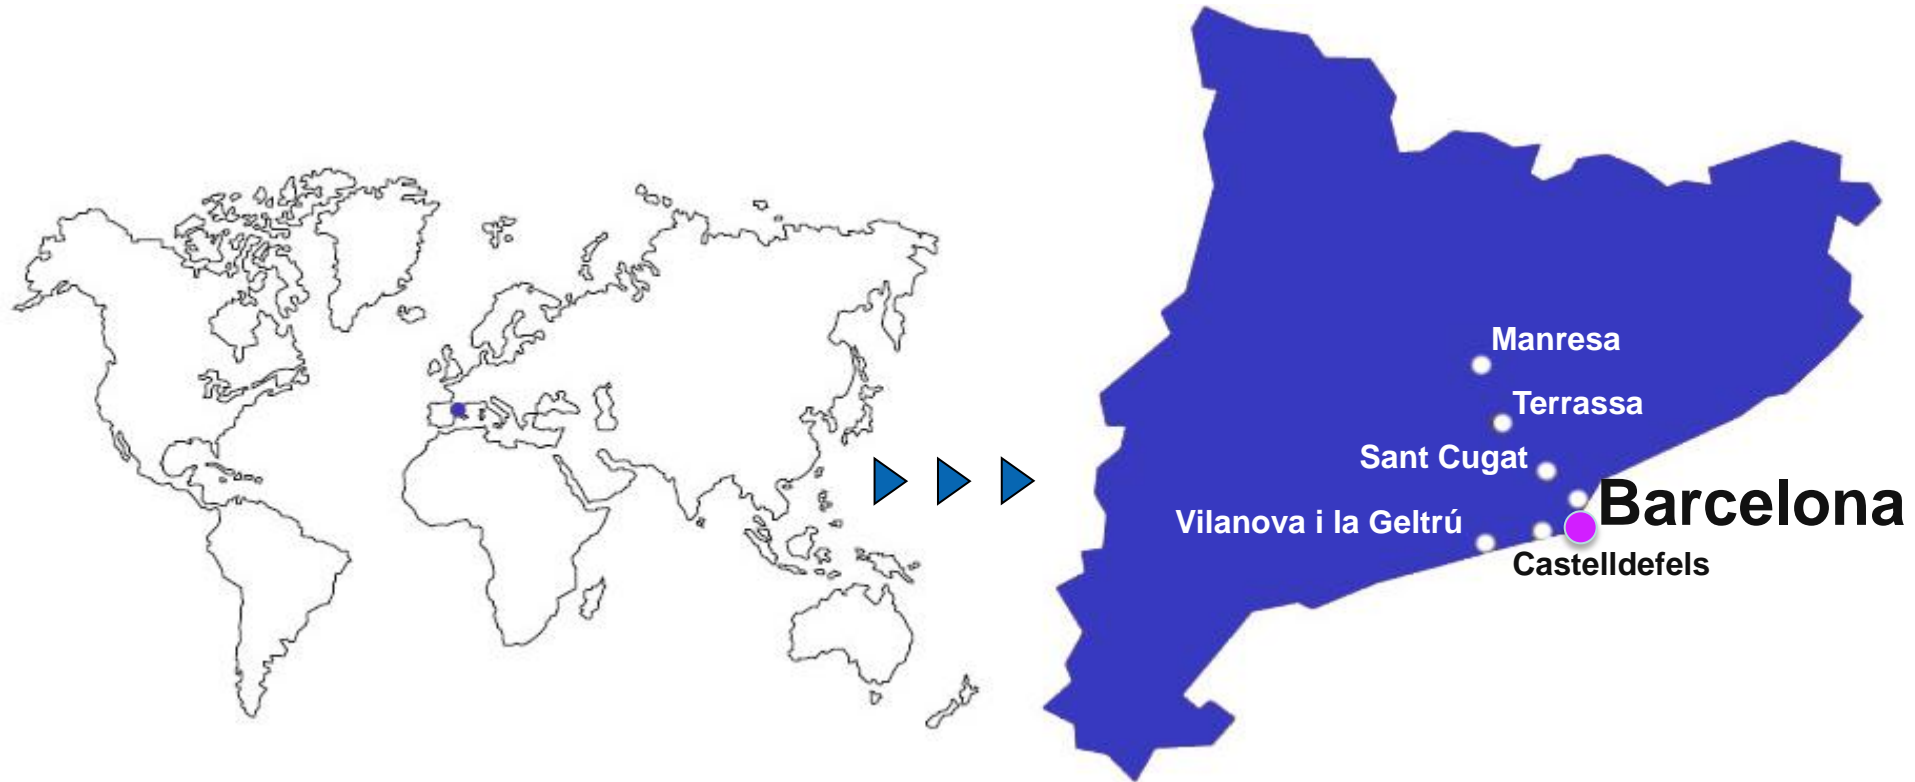 Manresa
Terrassa
Sant Cugat
Barcelona
Vilanova i la Geltrú
Castelldefels